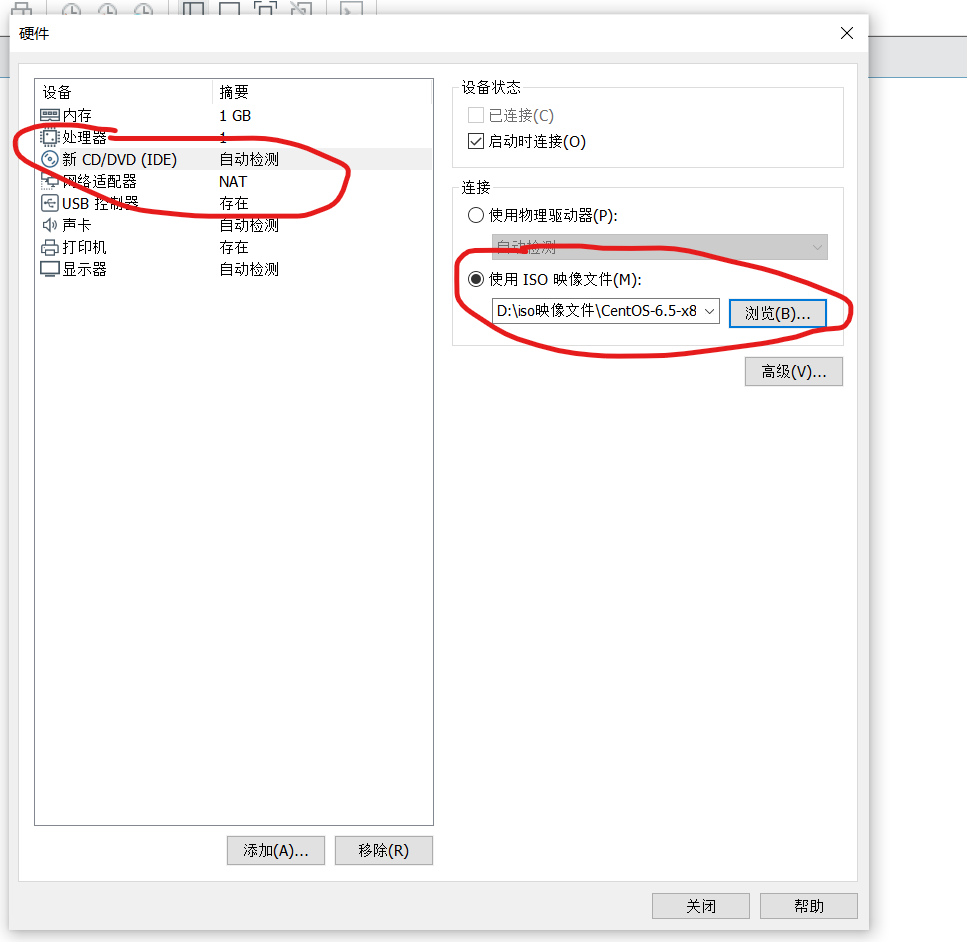 硬件
设备 摘要
内存 1 GB
处理器 1
新 CD/DVD (IDE) 自动检测
网络适配器 NAT
USB 控制器 存在
声卡 自动检测
打印机 存在
显示器 自动检测
添加(A)... 移除(R)
设备状态
已连接(C)
启动时连接(O)
连接
使用物理驱动器(P):
自动检测
使用 ISO 映像文件(M):
D:\iso映像文件\CentOS-6.5-x8 浏览(B)...
高级(V)...
关闭 帮助